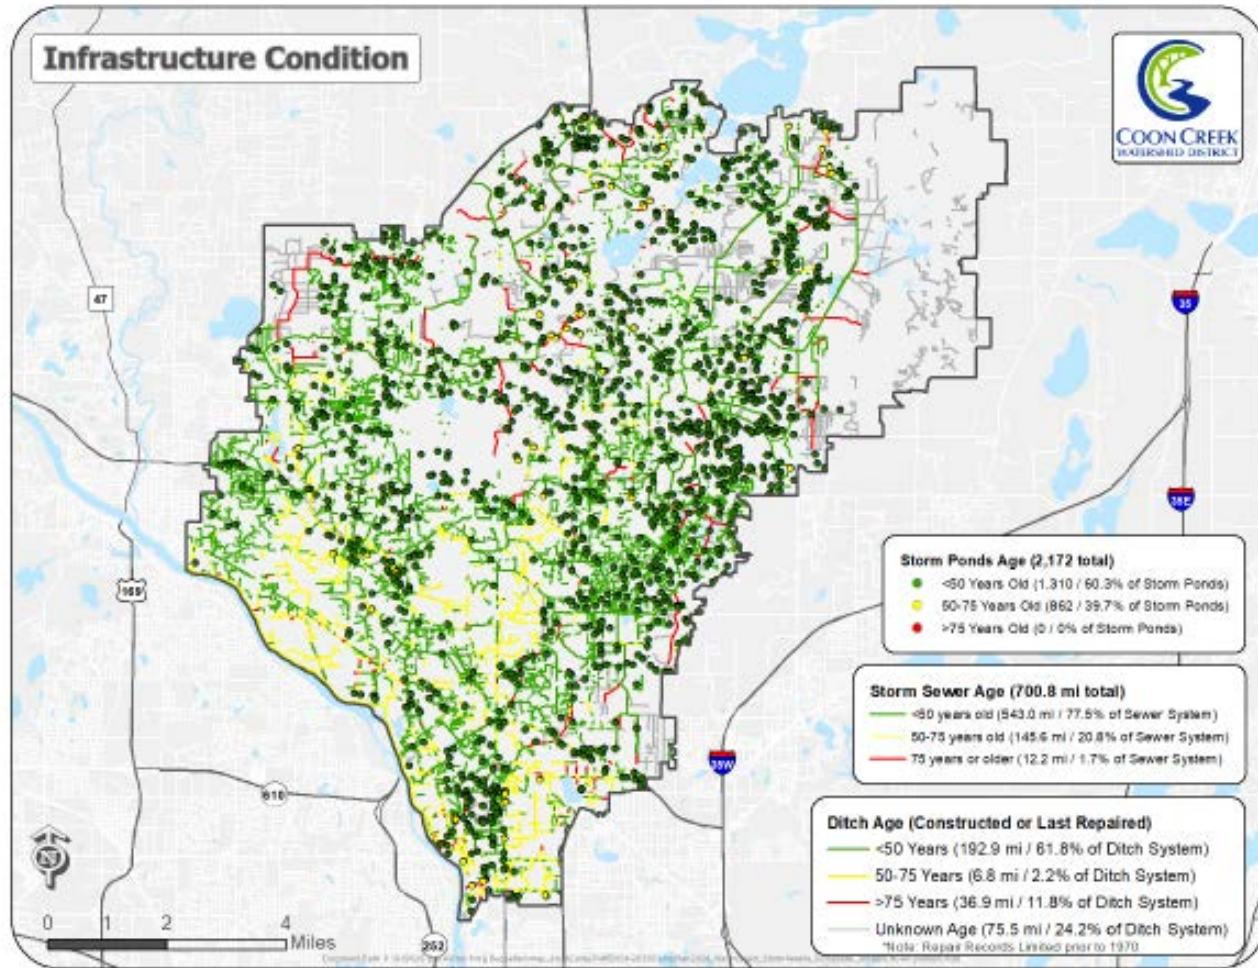 Infrastructure Condition
COON CREEK
WATERSHED DISTRICT
47
35
35E
169
Storm Ponds Age (2,172 total)
<50 Years Old (1,310 / 60.3% of Storm Ponds)
50-75 Years Old (862 / 39.7% of Storm Ponds)
>75 Years Old (0 / 0% of Storm Ponds)
Storm Sewer Age (700.8 mi total)
<50 years old (543.0 mi / 77.5% of Sewer System)
50-75 years old (145.6 mi / 20.8% of Sewer System)
75 years or older (12.2 mi / 1.7% of Sewer System)
35W
610
Ditch Age (Constructed or Last Repaired)
<50 Years (192.9 mi / 61.8% of Ditch System)
50-75 Years (6.8 mi / 2.2% of Ditch System)
>75 Years (36.9 mi / 11.8% of Ditch System)
Unknown Age (75.5 mi / 24.2% of Ditch System)
*Note: Repair Records Limited prior to 1970
N
0 1 2 4
Miles
252